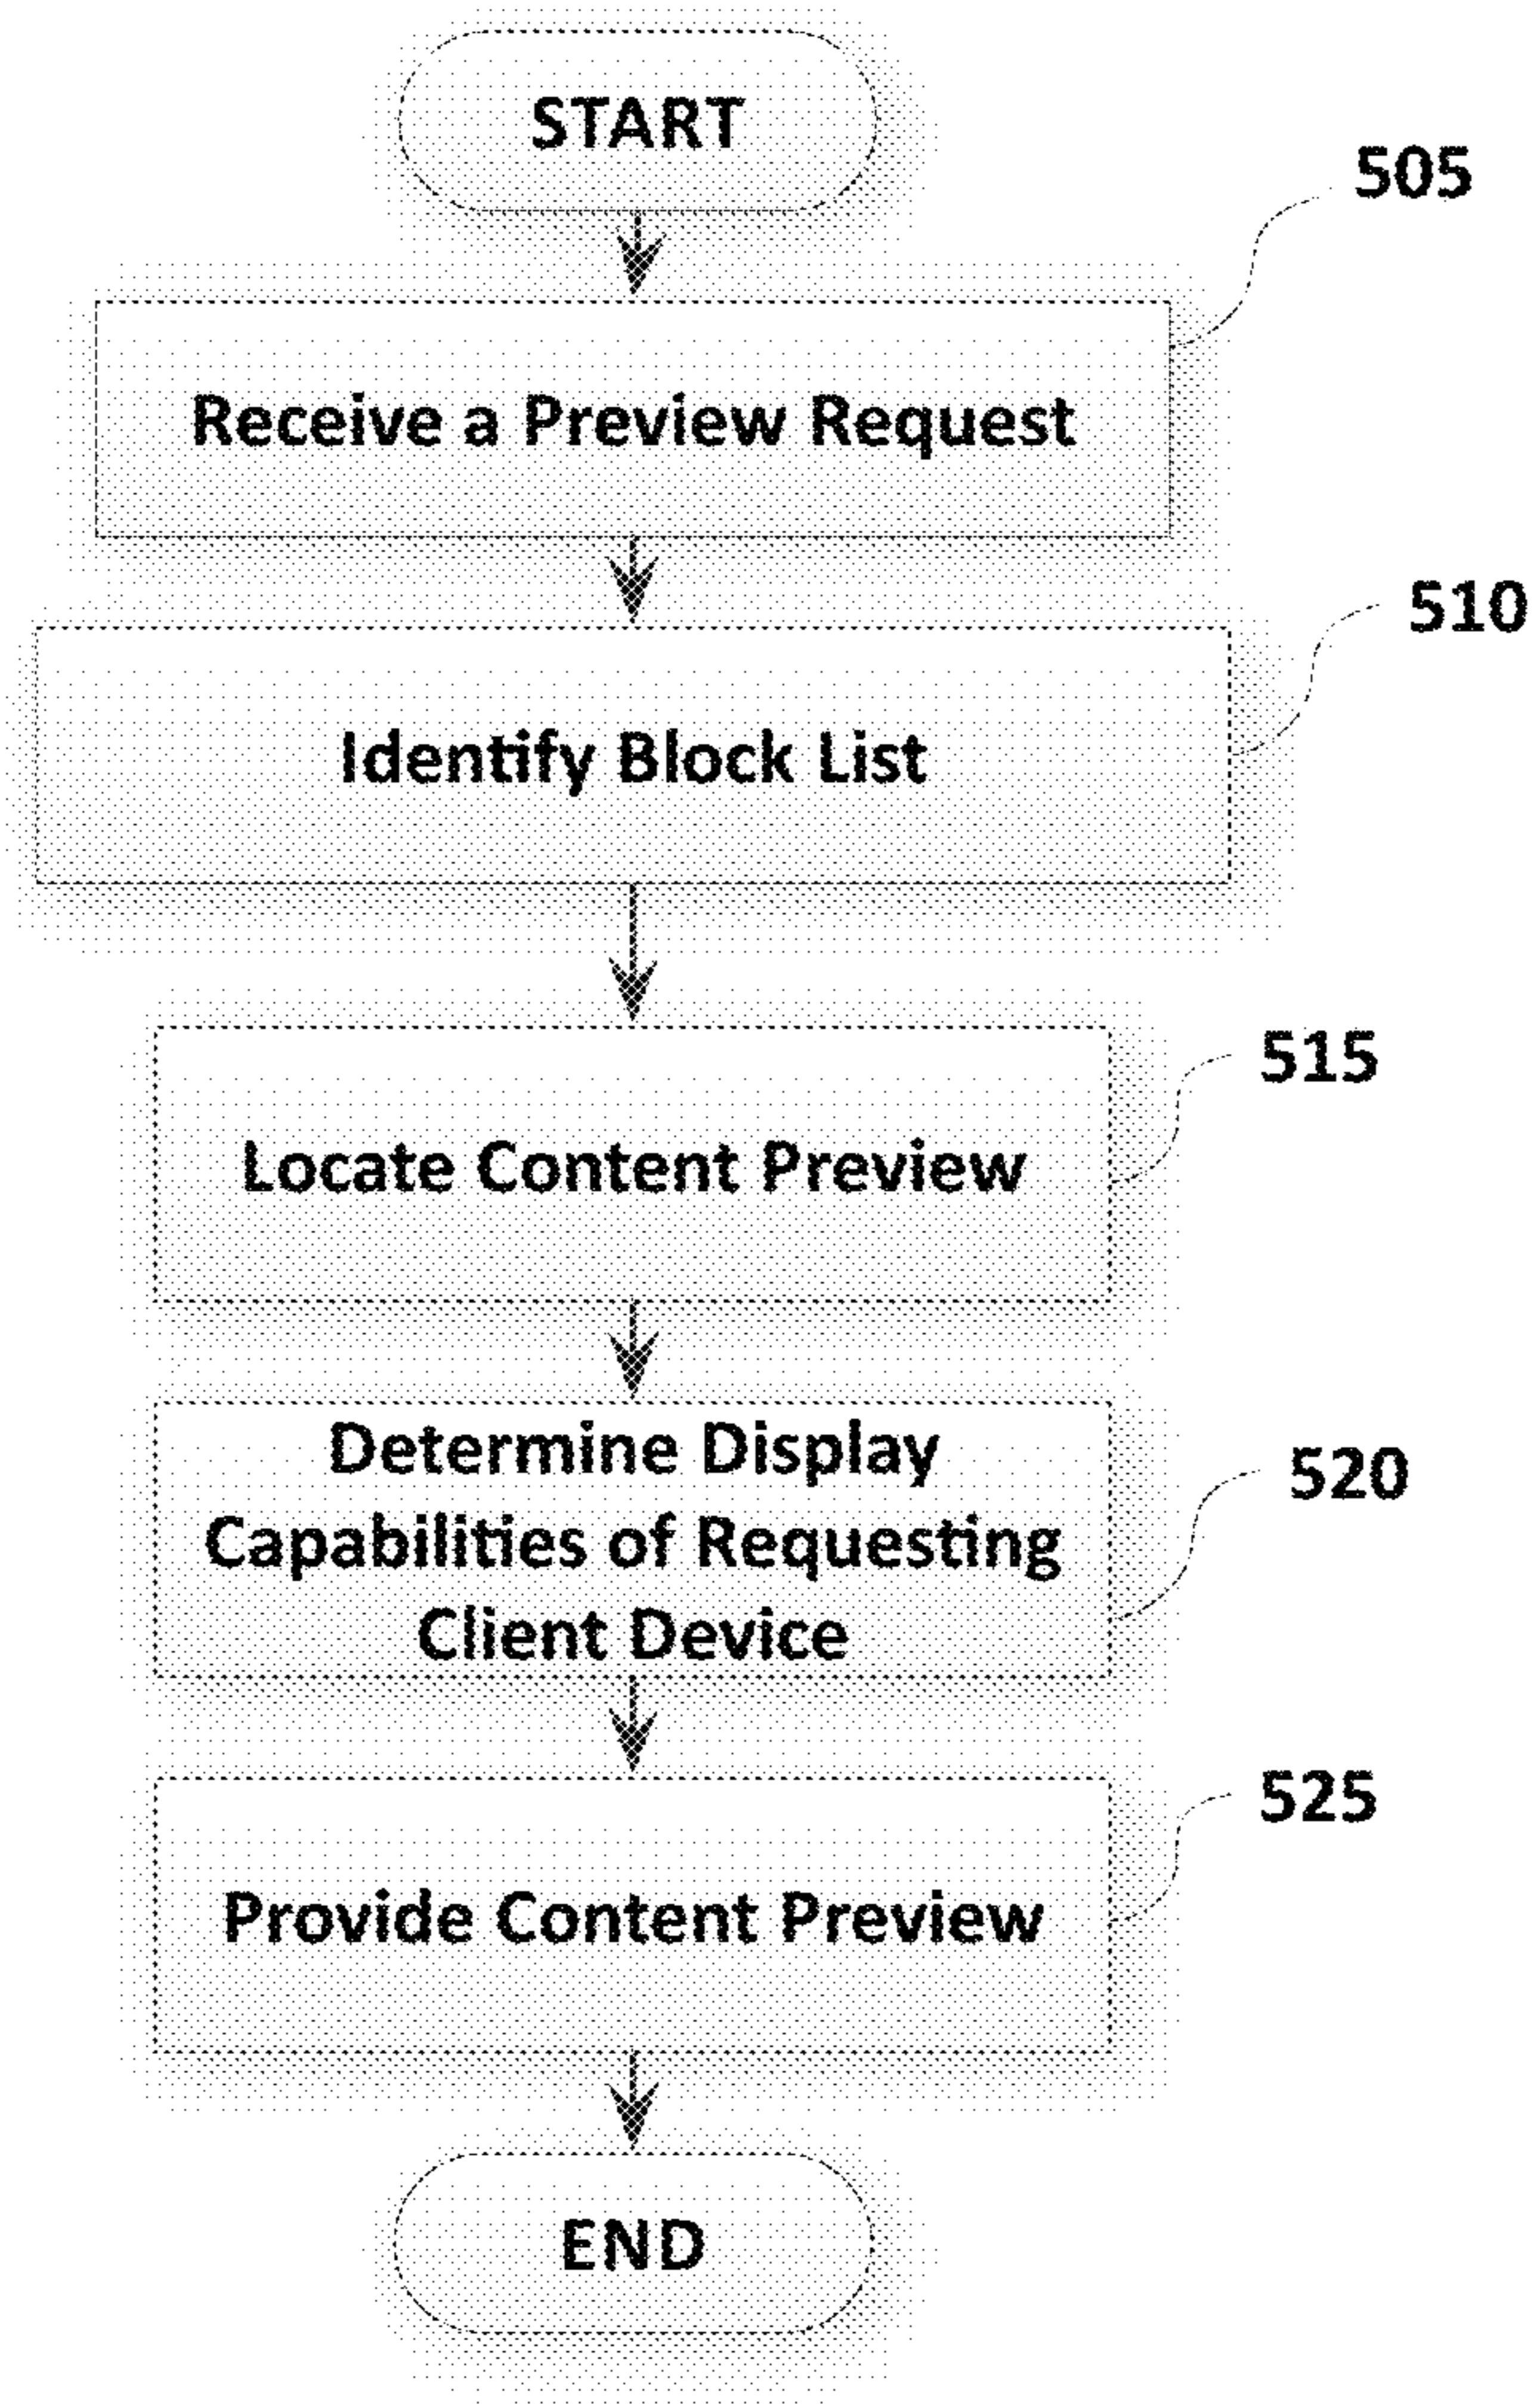 START
505
Receive a Preview Request
510
Identify Block List
515
Locate Content Preview
520
Determine Display
Capabilities of Requesting
Client Device
525
Provide Content Preview
END